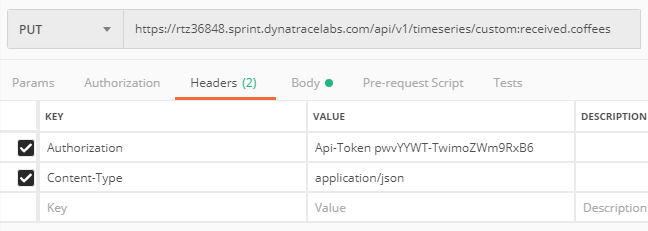 PUT https://rtz36848.sprint.dynatracelabs.com/api/v1/timeseries/custom:received.coffees
Params Authorization Headers (2) Body Pre-request Script Tests
KEY VALUE DESCRIPTION
Authorization Api-Token pwvYYWT-TwimoZWm9RxB6
Content-Type application/json
Key Value Description